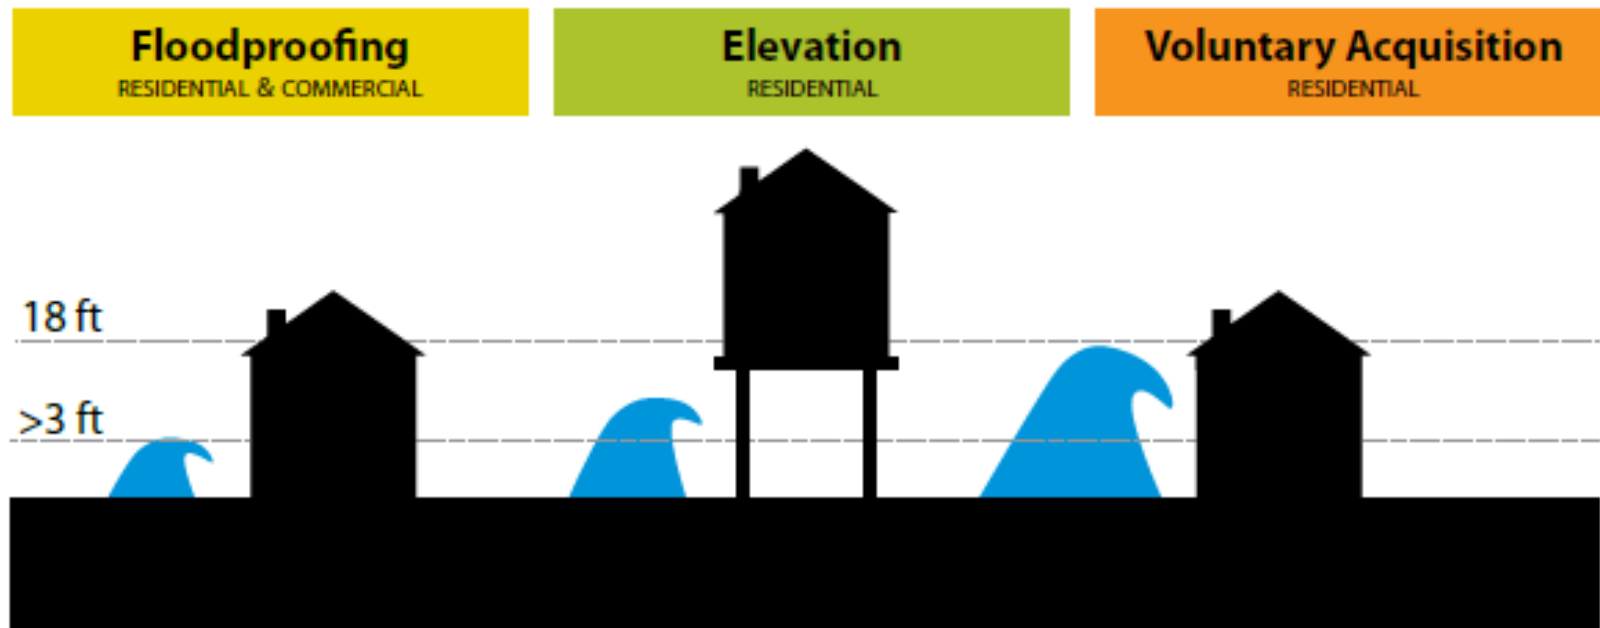 Floodproofing
RESIDENTIAL & COMMERCIAL
Elevation
RESIDENTIAL
Voluntary Acquisition
RESIDENTIAL
18 ft
>3 ft